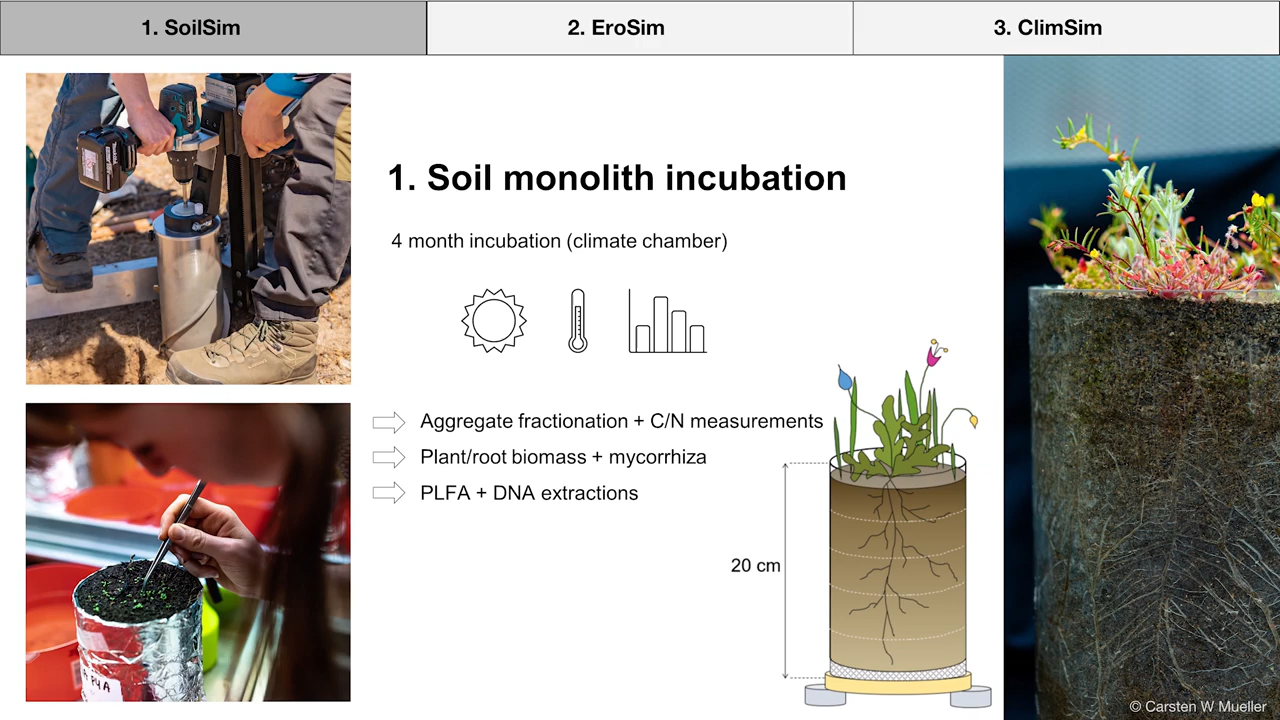 1. SoilSim
2. EroSim
3. ClimSim
1. Soil monolith incubation
4 month incubation (climate chamber)
Aggregate fractionation + C/N measurements
Plant/root biomass + mycorrhiza
PLFA + DNA extractions
20 cm
© Carsten W Mueller